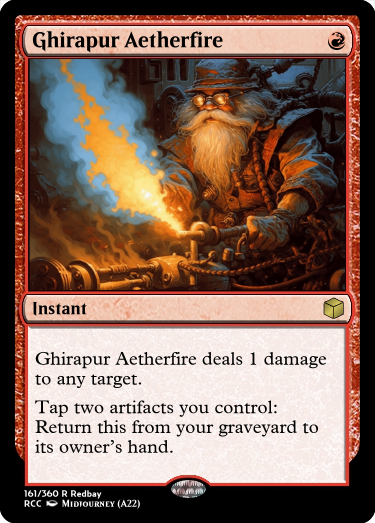 Ghirapur Aetherfire
Instant
Ghirapur Aetherfire deals 1 damage
to any target.
Tap two artifacts you control:
Return this from your graveyard to
its owner's hand.
161/360 R Redbay
RCC Midjourney (A22)